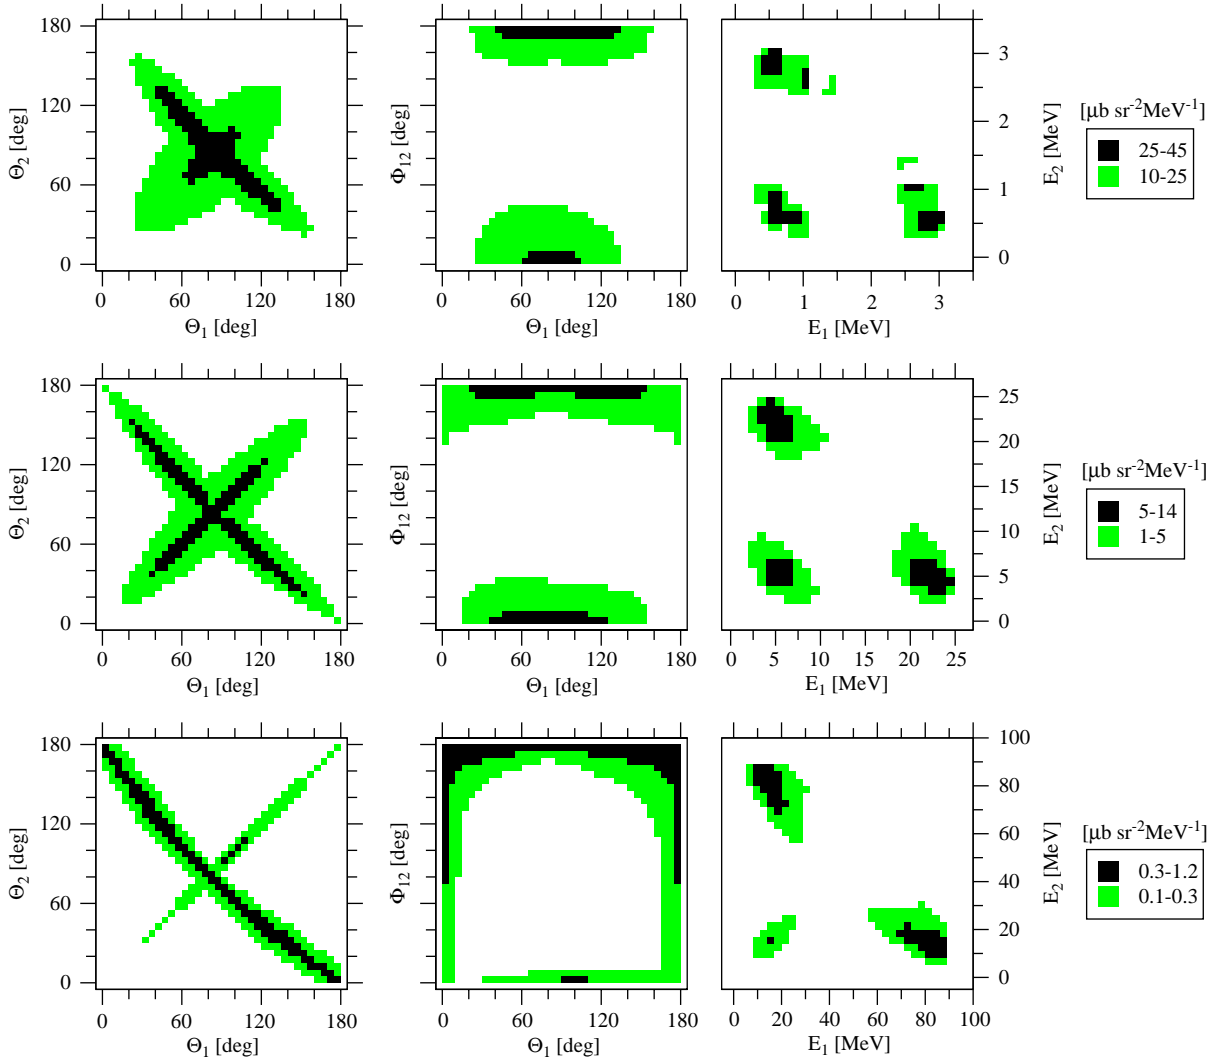 180
120
60
0
Θ2 [deg]
0 60 120 180
Θ1 [deg]
Φ12 [deg]
0 60 120 180
Θ1 [deg]
3
2
1
0
E2 [MeV]
0 1 2 3
E1 [MeV]
[μb sr-2MeV-1]
25-45
10-25
180
120
60
0
Θ2 [deg]
0 60 120 180
Θ1 [deg]
Φ12 [deg]
0 60 120 180
Θ1 [deg]
25
20
15
10
5
0
E2 [MeV]
0 5 10 15 20 25
E1 [MeV]
[μb sr-2MeV-1]
5-14
1-5
180
120
60
0
Θ2 [deg]
0 60 120 180
Θ1 [deg]
Φ12 [deg]
0 60 120 180
Θ1 [deg]
100
80
60
40
20
0
E2 [MeV]
0 20 40 60 80 100
E1 [MeV]
[μb sr-2MeV-1]
0.3-1.2
0.1-0.3